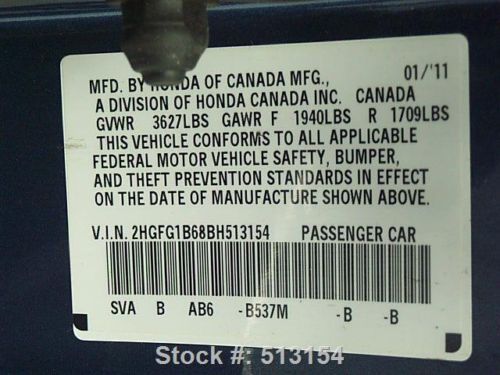 MFD. BY HONDA OF CANADA MFG., 01/'11
A DIVISION OF HONDA CANADA INC. CANADA
GVWR 3627LBS GAWR F 1940LBS R 1709LBS
THIS VEHICLE CONFORMS TO ALL APPLICABLE
FEDERAL MOTOR VEHICLE SAFETY, BUMPER,
AND THEFT PREVENTION STANDARDS IN EFFECT
ON THE DATE OF MANUFACTURE SHOWN ABOVE.
V.I.N. 2HGFG1B68BH513154 PASSENGER CAR
SVA B AB6 -B537M -B -B
Stock #: 513154